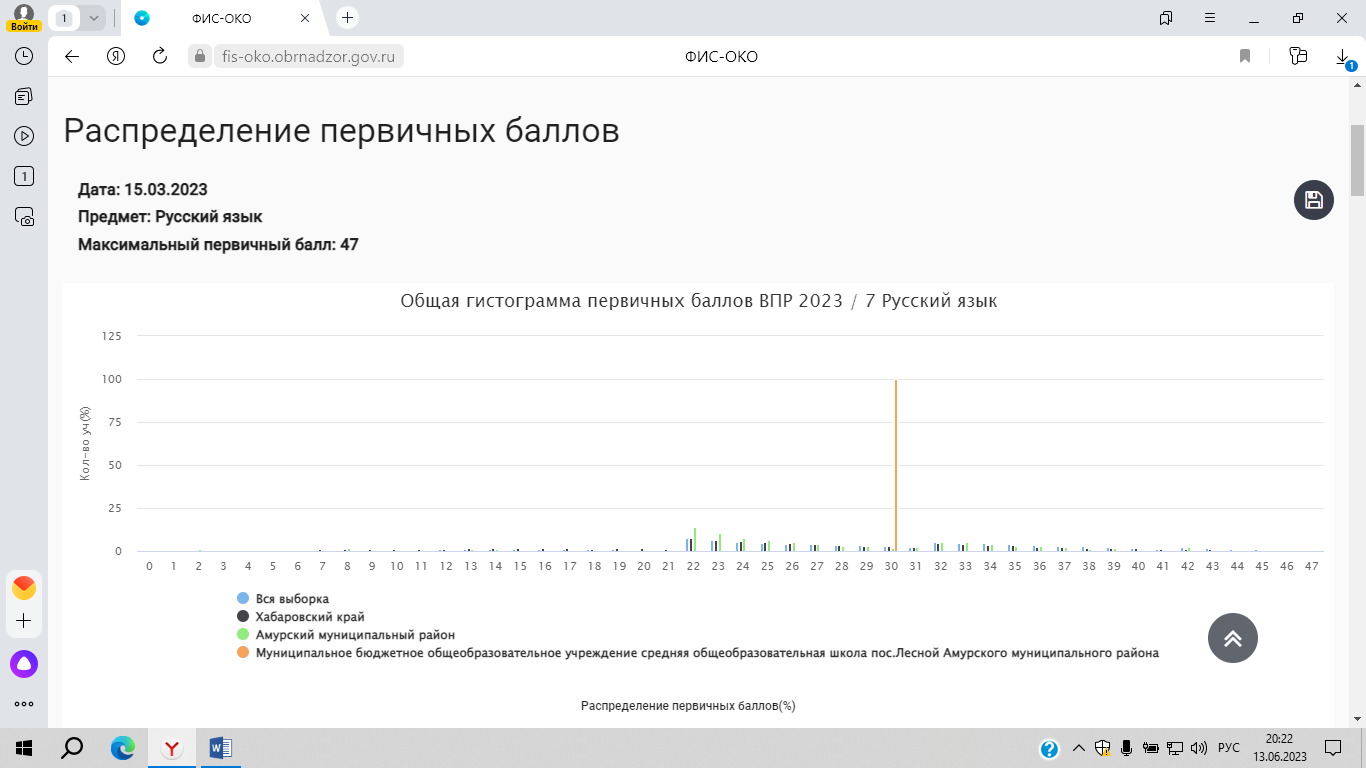 Войти
1
ФИС-ОКО
Я
fis-oko.obrnadzor.gov.ru
ФИС-ОКО
1
1
Распределение первичных баллов
Дата: 15.03.2023
Предмет: Русский язык
Максимальный первичный балл: 47
Общая гистограмма первичных баллов ВПР 2023 / 7 Русский язык
Кол-во уч(%)
125
100
75
50
25
0
0 1 2 3 4 5 6 7 8 9 10 11 12 13 14 15 16 17 18 19 20 21 22 23 24 25 26 27 28 29 30 31 32 33 34 35 36 37 38 39 40 41 42 43 44 45 46 47
Вся выборка
Хабаровский край
Амурский муниципальный район
Муниципальное бюджетное общеобразовательное учреждение средняя общеобразовательная школа пос.Лесной Амурского муниципального района
Распределение первичных баллов(%)
РУС
20:22
13.06.2023